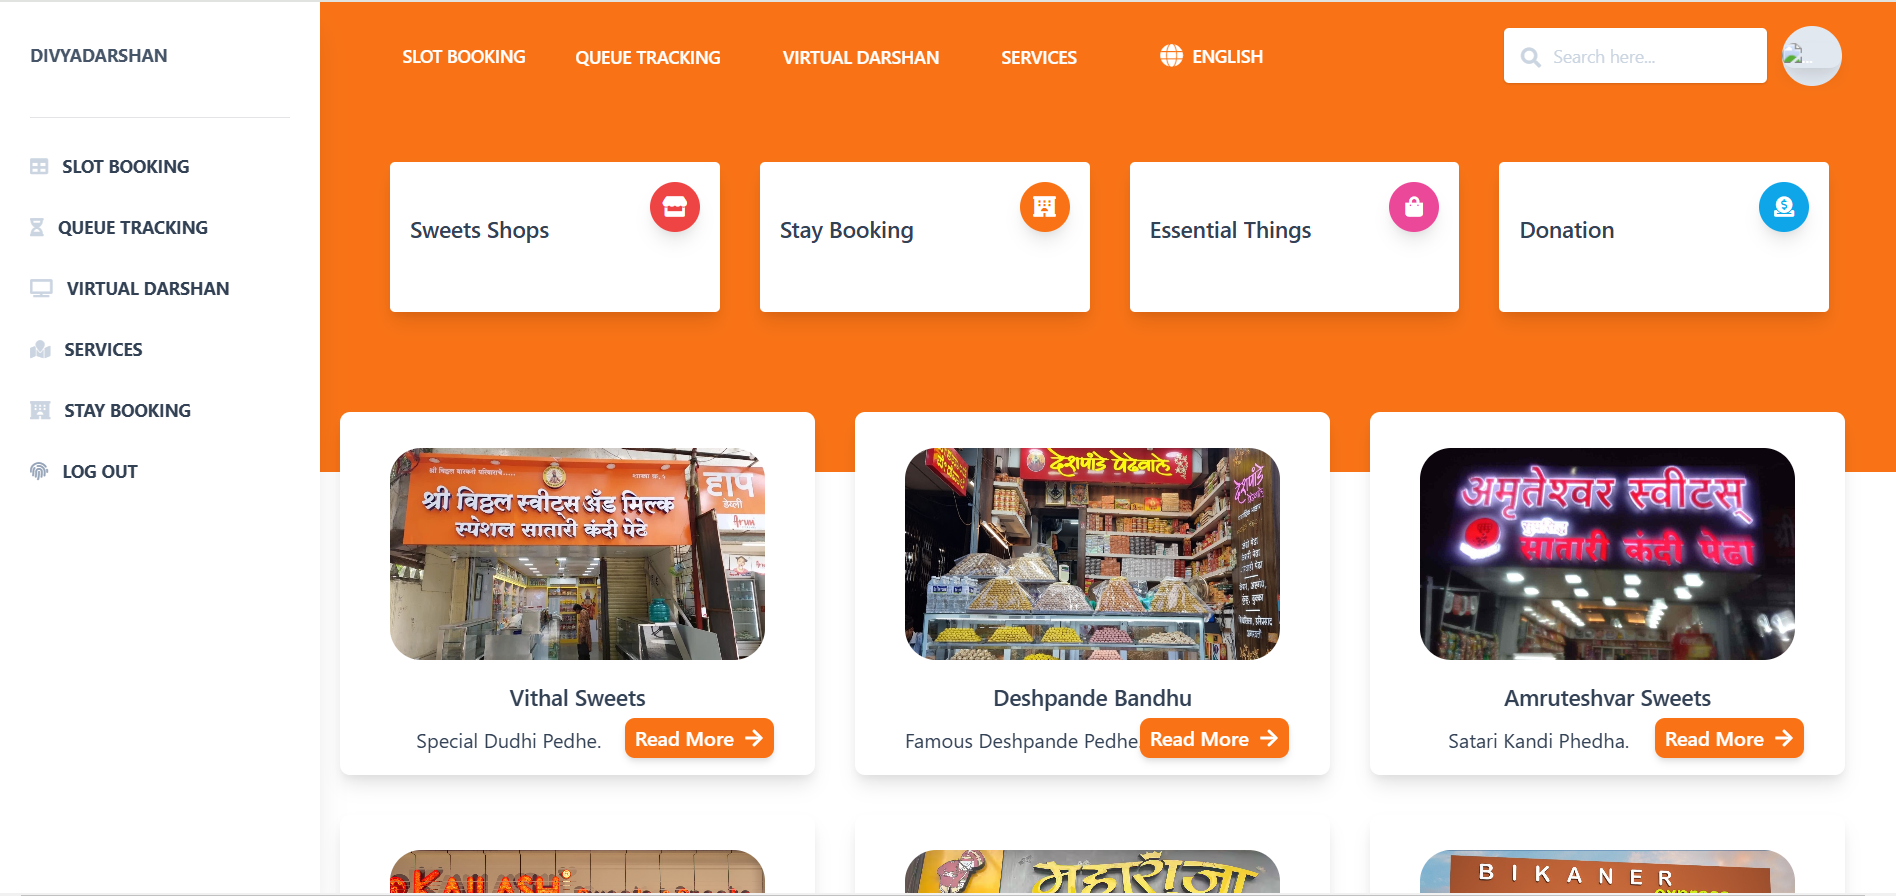 DIVYADARSHAN
SLOT BOOKING
QUEUE TRACKING
VIRTUAL DARSHAN
SERVICES
STAY BOOKING
LOG OUT
SLOT BOOKING QUEUE TRACKING VIRTUAL DARSHAN SERVICES ENGLISH Search here...
Sweets Shops
Stay Booking
Essential Things
Donation
श्री विठ्ठल स्वीट्स अँड मिल्क
स्पेशल सातारी कंदी पेढे
Vithal Sweets
Special Dudhi Pedhe. Read More
देशपांडे पेढेवाले
देशपांडे
Deshpande Bandhu
Famous Deshpande Pedhe. Read More
अमृतेश्वर स्वीटस्
सातारी कंदी पेढा
Amruteshvar Sweets
Satari Kandi Phedha. Read More
KAILASH
महाराजा
BIKANER
express